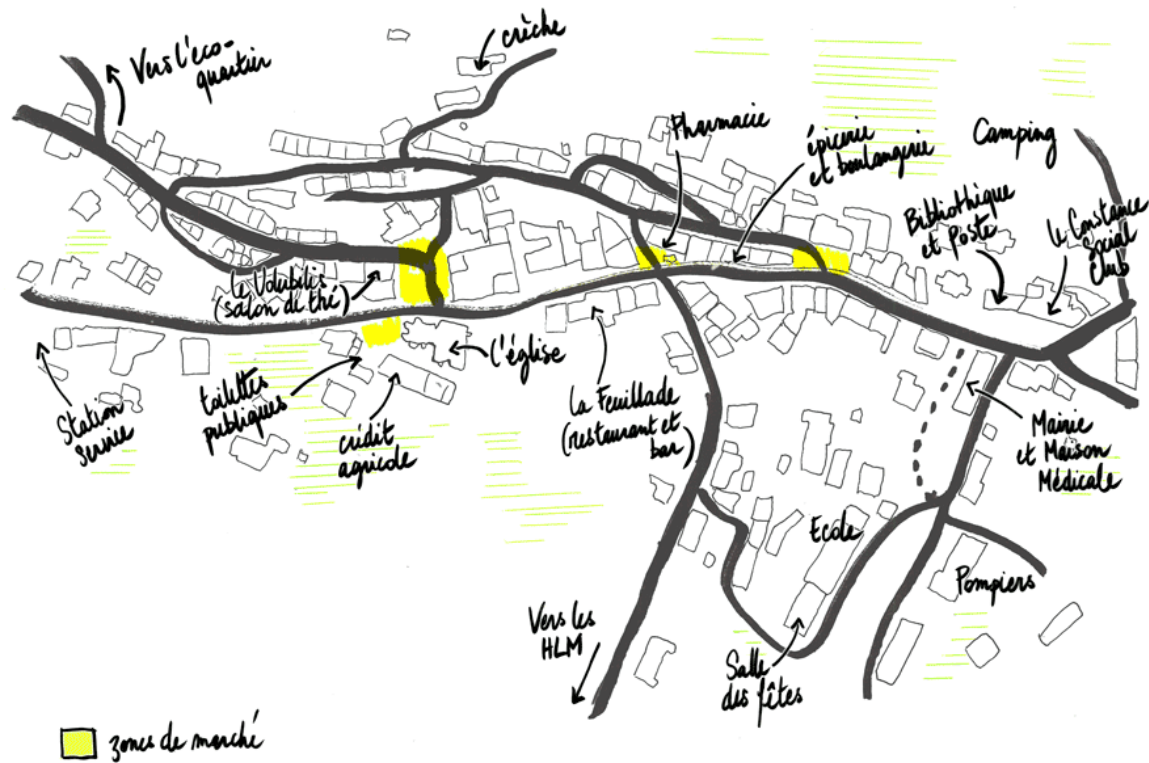 Vers l'éco-
quartier
crèche
Pharmacie
épicerie
et boulangerie
Camping
Bibliothèque
et Poste
Le Constance
Social
Club
Le Volubilis
(salon de thé)
l'église
Station
service
toilettes
publiques
crédit
agricole
La Feuillade
(restaurant et
bar)
Mairie
et Maison
Médicale
Ecole
Pompiers
Vers les
HLM
Salle
des fêtes
zones de marché